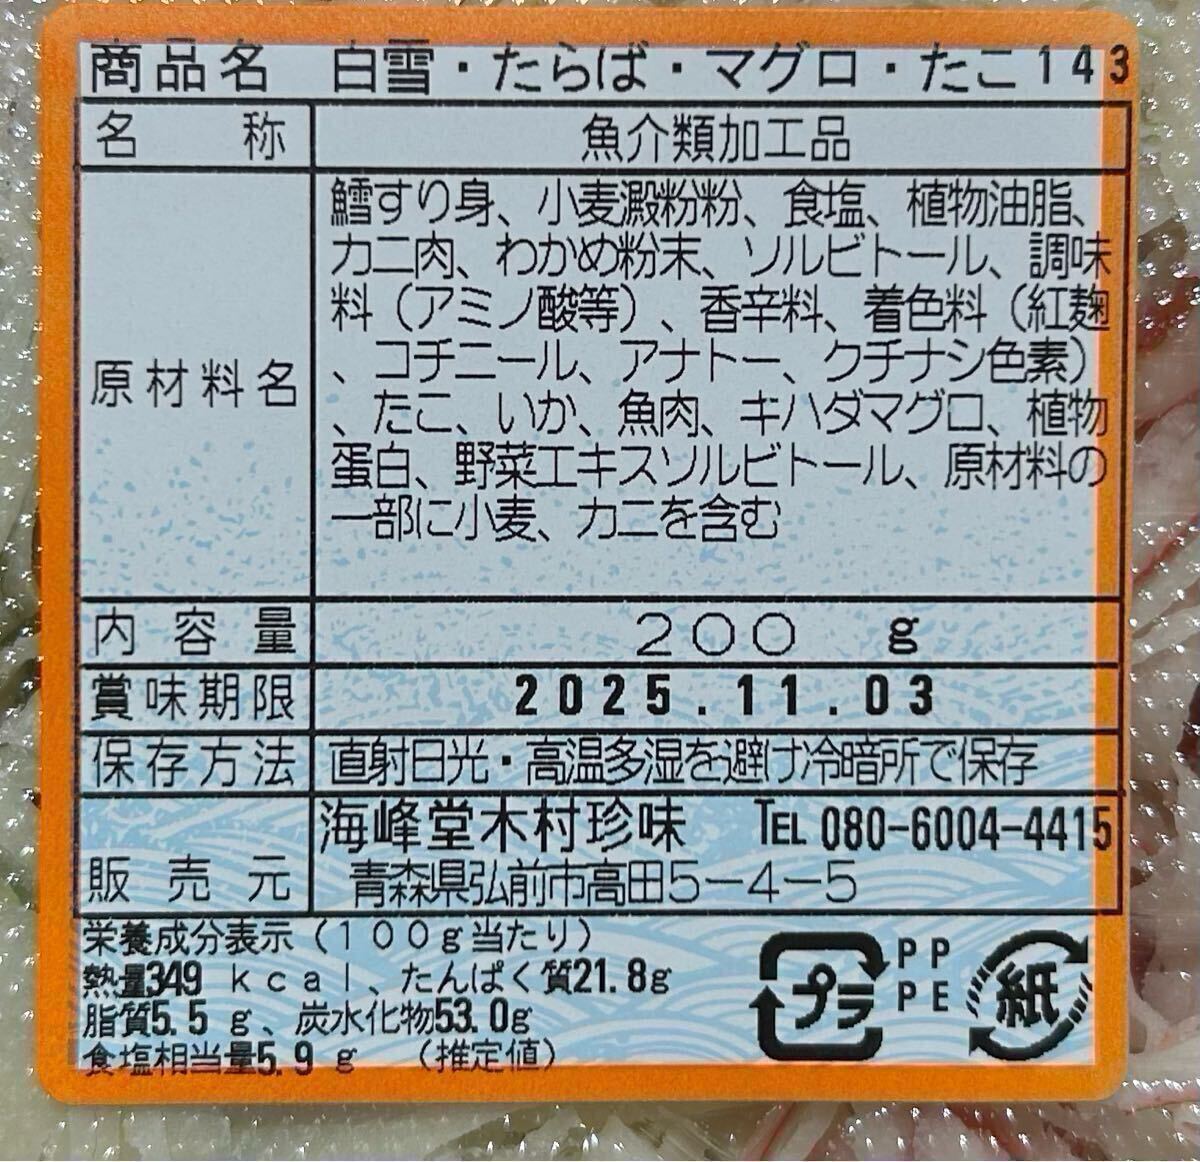 商品名 白雪・たらば・マグロ・たこ143
名称 魚介類加工品
原材料名 鱈すり身、小麦澱粉粉、食塩、植物油脂、
カニ肉、わかめ粉末、ソルビトール、調味
料（アミノ酸等）、香辛料、着色料（紅麹
、コチニール、アナトー、クチナシ色素）
、たこ、いか、魚肉、キハダマグロ、植物
蛋白、野菜エキスソルビトール、原材料の
一部に小麦、カニを含む
内容量 200 g
賞味期限 2025.11.03
保存方法 直射日光・高温多湿を避け冷暗所で保存
販売元 海峰堂木村珍味 TEL 080-6004-4415
青森県弘前市高田5-4-5
栄養成分表示（100g当たり）
熱量349 kcal、たんぱく質21.8g
脂質5.5 g、炭水化物53.0g
食塩相当量5.9 g （推定値）
プラ
PP
PE
紙